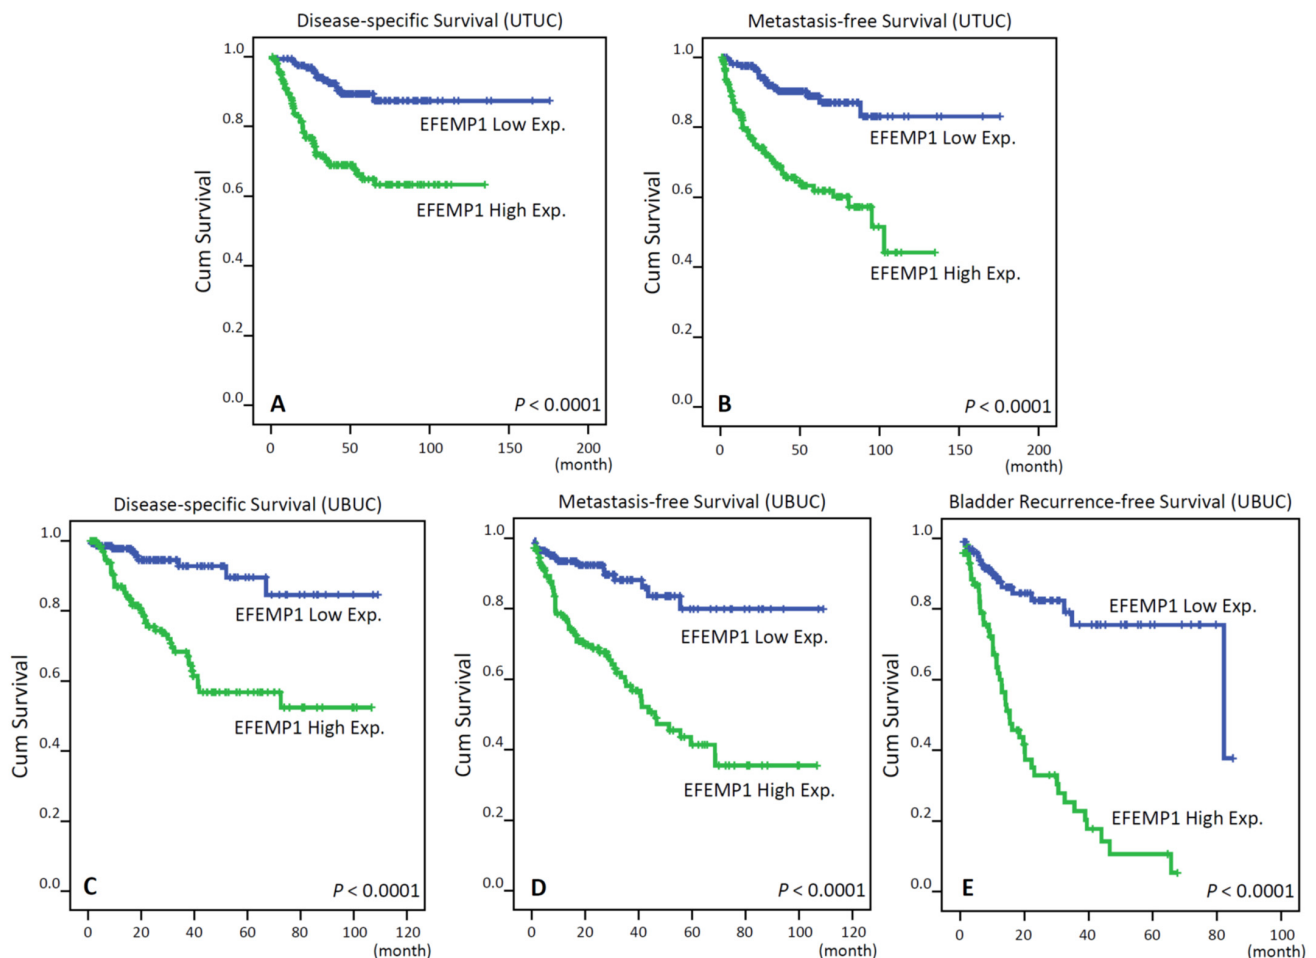 Disease-specific Survival (UTUC)
Metastasis-free Survival (UTUC)
1.0
0.8
0.6
0.4
0.2
0.0
Cum Survival
EFEMP1 Low Exp.
EFEMP1 High Exp.
A
P < 0.0001
0 50 100 150 200
(month)
1.0
0.8
0.6
0.4
0.2
0.0
Cum Survival
EFEMP1 Low Exp.
EFEMP1 High Exp.
B
P < 0.0001
0 50 100 150 200
(month)
Disease-specific Survival (UBUC)
Metastasis-free Survival (UBUC)
Bladder Recurrence-free Survival (UBUC)
1.0
0.8
0.6
0.4
0.2
0.0
Cum Survival
EFEMP1 Low Exp.
EFEMP1 High Exp.
C
P < 0.0001
0 20 40 60 80 100 120
(month)
1.0
0.8
0.6
0.4
0.2
0.0
Cum Survival
EFEMP1 Low Exp.
EFEMP1 High Exp.
D
P < 0.0001
0 20 40 60 80 100 120
(month)
1.0
0.8
0.6
0.4
0.2
0.0
Cum Survival
EFEMP1 Low Exp.
EFEMP1 High Exp.
E
P < 0.0001
0 20 40 60 80 100
(month)